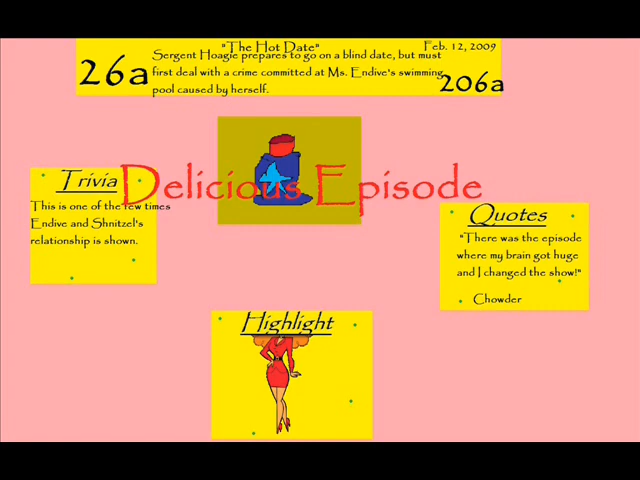 "The Hot Date"
Feb. 12, 2009
26a
Sergent Hoagie prepares to go on a blind date, but must
first deal with a crime committed at Ms. Endive's swimming
pool caused by herself.
206a
Delicious Episode
Trivia
This is one of the few times
Endive and Shnitzel's
relationship is shown.
Quotes
"There was the episode
where my brain got huge
and I changed the show!"
Chowder
Highlight